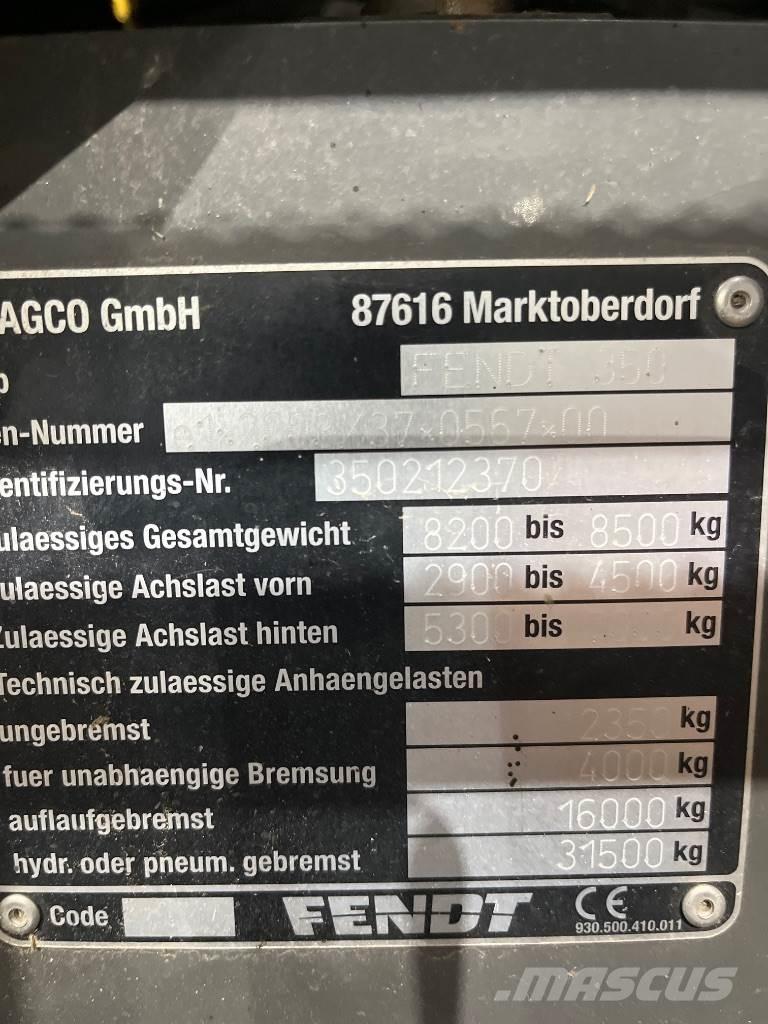 AGCO GmbH 87616 Marktoberdorf
p FENDT 350
en-Nummer
entifizierungs-Nr. 350212370
ulaessiges Gesamtgewicht 8200 bis 8500 kg
ulaessige Achslast vorn 2900 bis 4500 kg
Zulaessige Achslast hinten 5300 bis kg
Technisch zulaessige Anhaengelasten
ungebremst 2350 kg
fuer unabhaengige Bremsung 4000 kg
auflaufgebremst 16000 kg
hydr. oder pneum. gebremst 31500 kg
Code FENDT CE
930.500.410.011
MASCUS